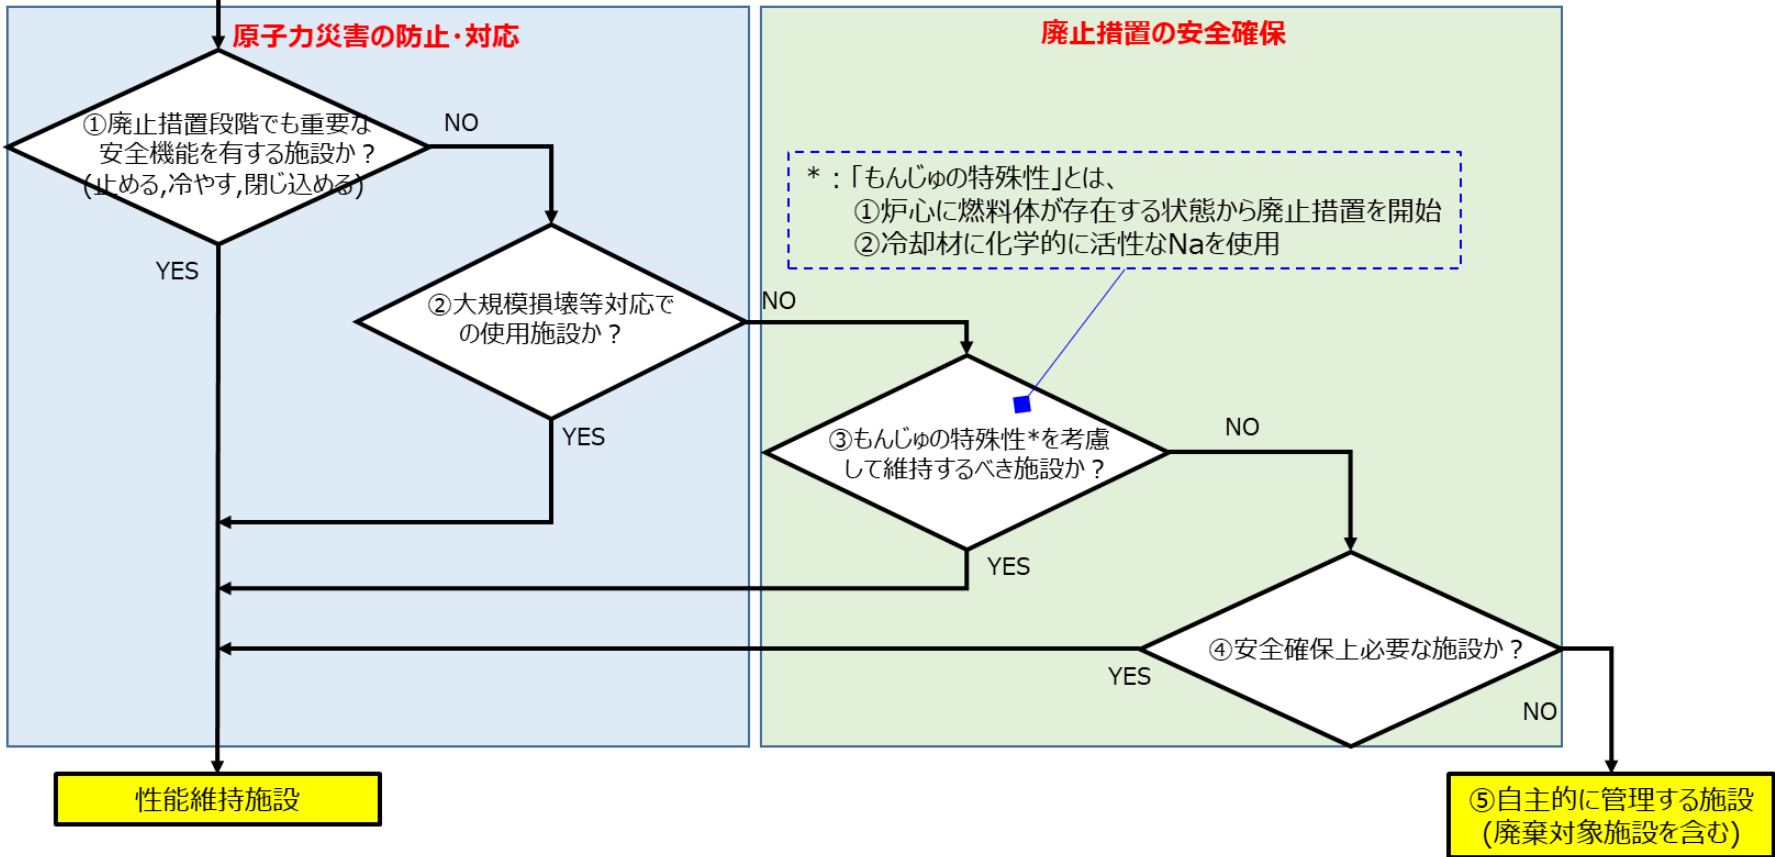 原子力災害の防止･対応
①廃止措置段階でも重要な
安全機能を有する施設か？
(止める,冷やす,閉じ込める)
NO
YES
②大規模損壊等対応で
の使用施設か？
NO
YES
廃止措置の安全確保
*：｢もんじゅの特殊性｣とは、
①炉心に燃料体が存在する状態から廃止措置を開始
②冷却材に化学的に活性なNaを使用
③もんじゅの特殊性*を考慮
して維持するべき施設か？
NO
YES
④安全確保上必要な施設か？
YES
NO
性能維持施設
⑤自主的に管理する施設
(廃棄対象施設を含む)